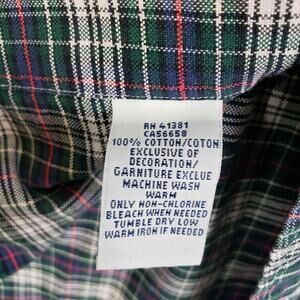 RN 41381
CA56658
100% COTTON/COTON
EXCLUSIVE OF
DECORATION/
GARNITURE EXCLUE
MACHINE WASH
WARM
ONLY NON-CHLORINE
BLEACH WHEN NEEDED
TUMBLE DRY LOW
WARM IRON IF NEEDED